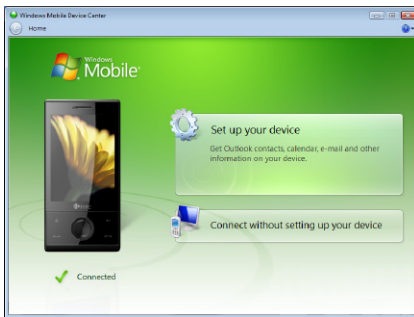 Windows Mobile Device Center
Home
Windows
Mobile
Set up your device
Get Outlook contacts, calendar, e-mail and other
information on your device.
Connect without setting up your device
Connected